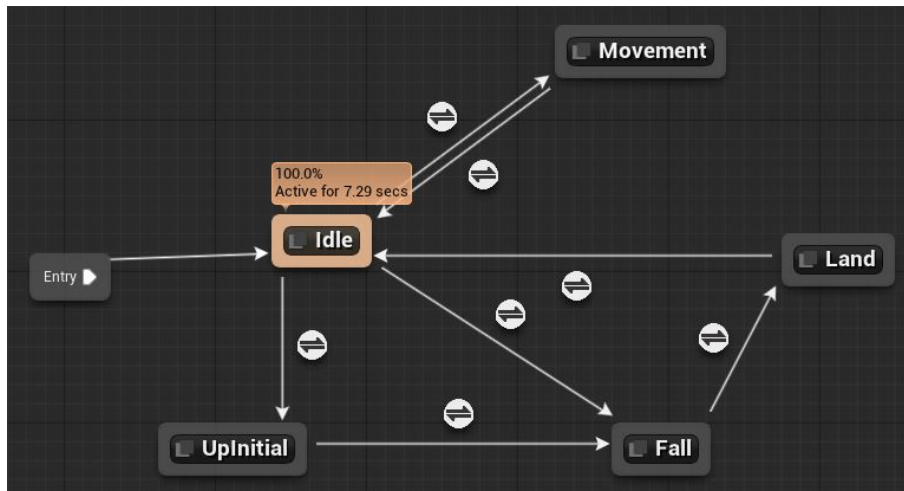 Movement
100.0%
Active for 7.29 secs
Idle
Land
Entry
UpInitial
Fall